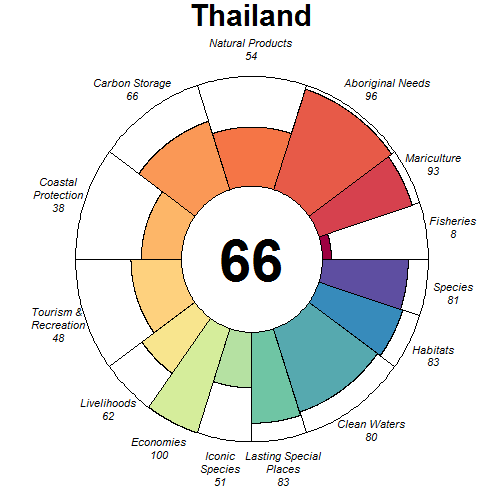 Thailand
Natural Products
54
Carbon Storage
66
Aboriginal Needs
96
Mariculture
93
Coastal
Protection
38
Fisheries
8
66
Species
81
Tourism &
Recreation
48
Habitats
83
Livelihoods
62
Clean Waters
80
Economies
100
Iconic
Species
51
Lasting Special
Places
83